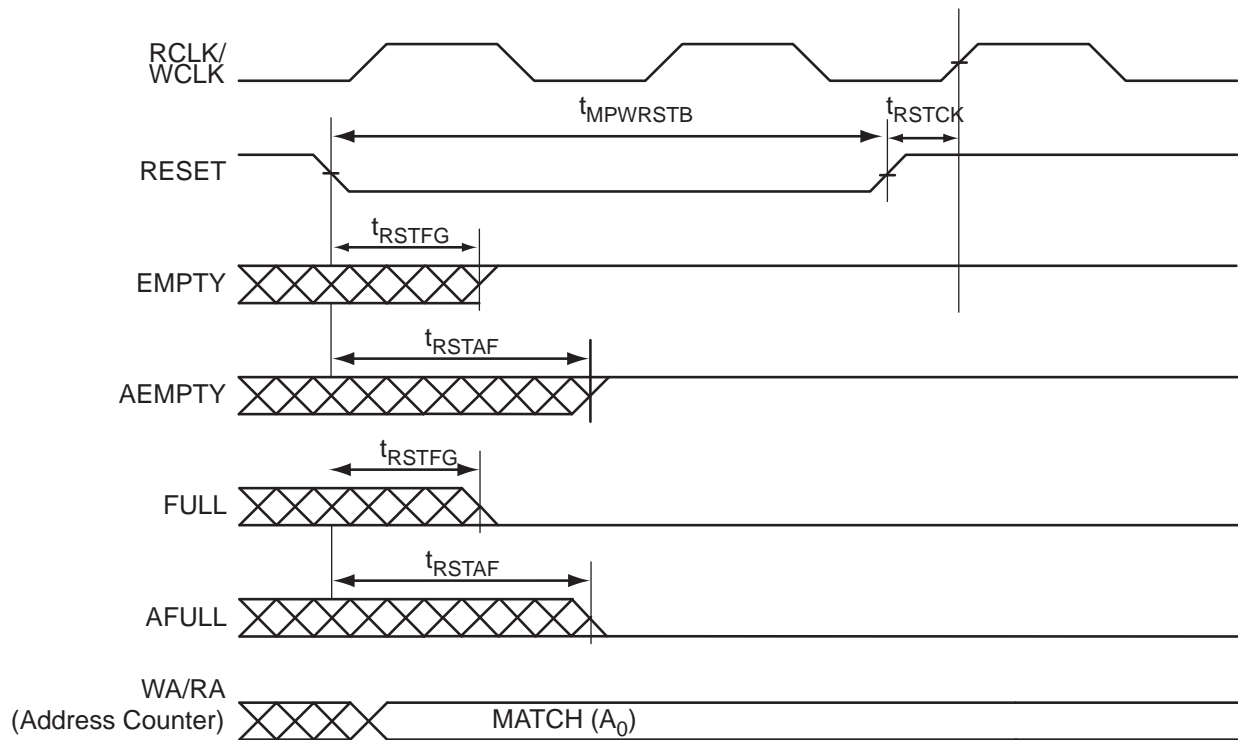 RCLK/
WCLK
tMPWRSTB
tRSTCK
RESET
tRSTFG
EMPTY
tRSTAF
AEMPTY
tRSTFG
FULL
tRSTAF
AFULL
WA/RA
(Address Counter)
MATCH (A0)